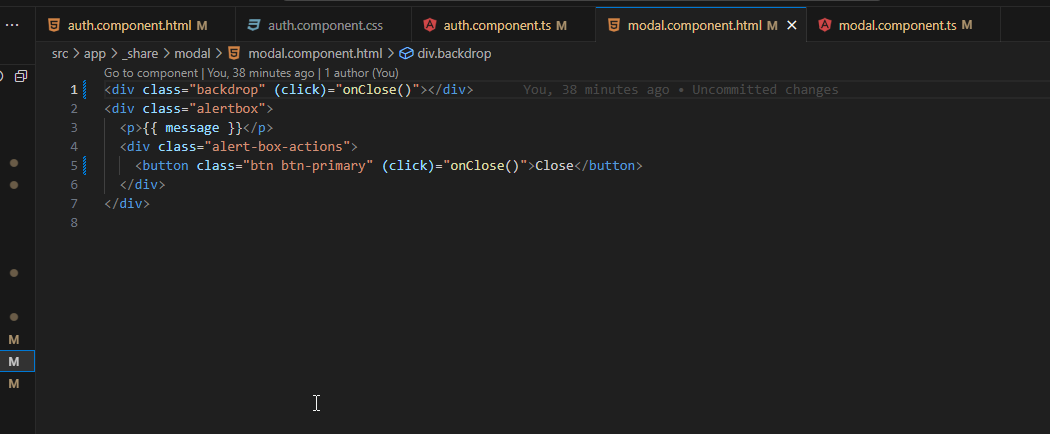 auth.component.html M
auth.component.css
auth.component.ts M
modal.component.html M
modal.component.ts M
src > app > _share > modal > modal.component.html > div.backdrop
Go to component | You, 38 minutes ago | 1 author (You)
1 <div class="backdrop" (click)="onClose()"></div> You, 38 minutes ago • Uncommitted changes
2 <div class="alertbox">
3 <p>{{ message }}</p>
4 <div class="alert-box-actions">
5 <button class="btn btn-primary" (click)="onClose()">Close</button>
6 </div>
7 </div>
8
M
M
M